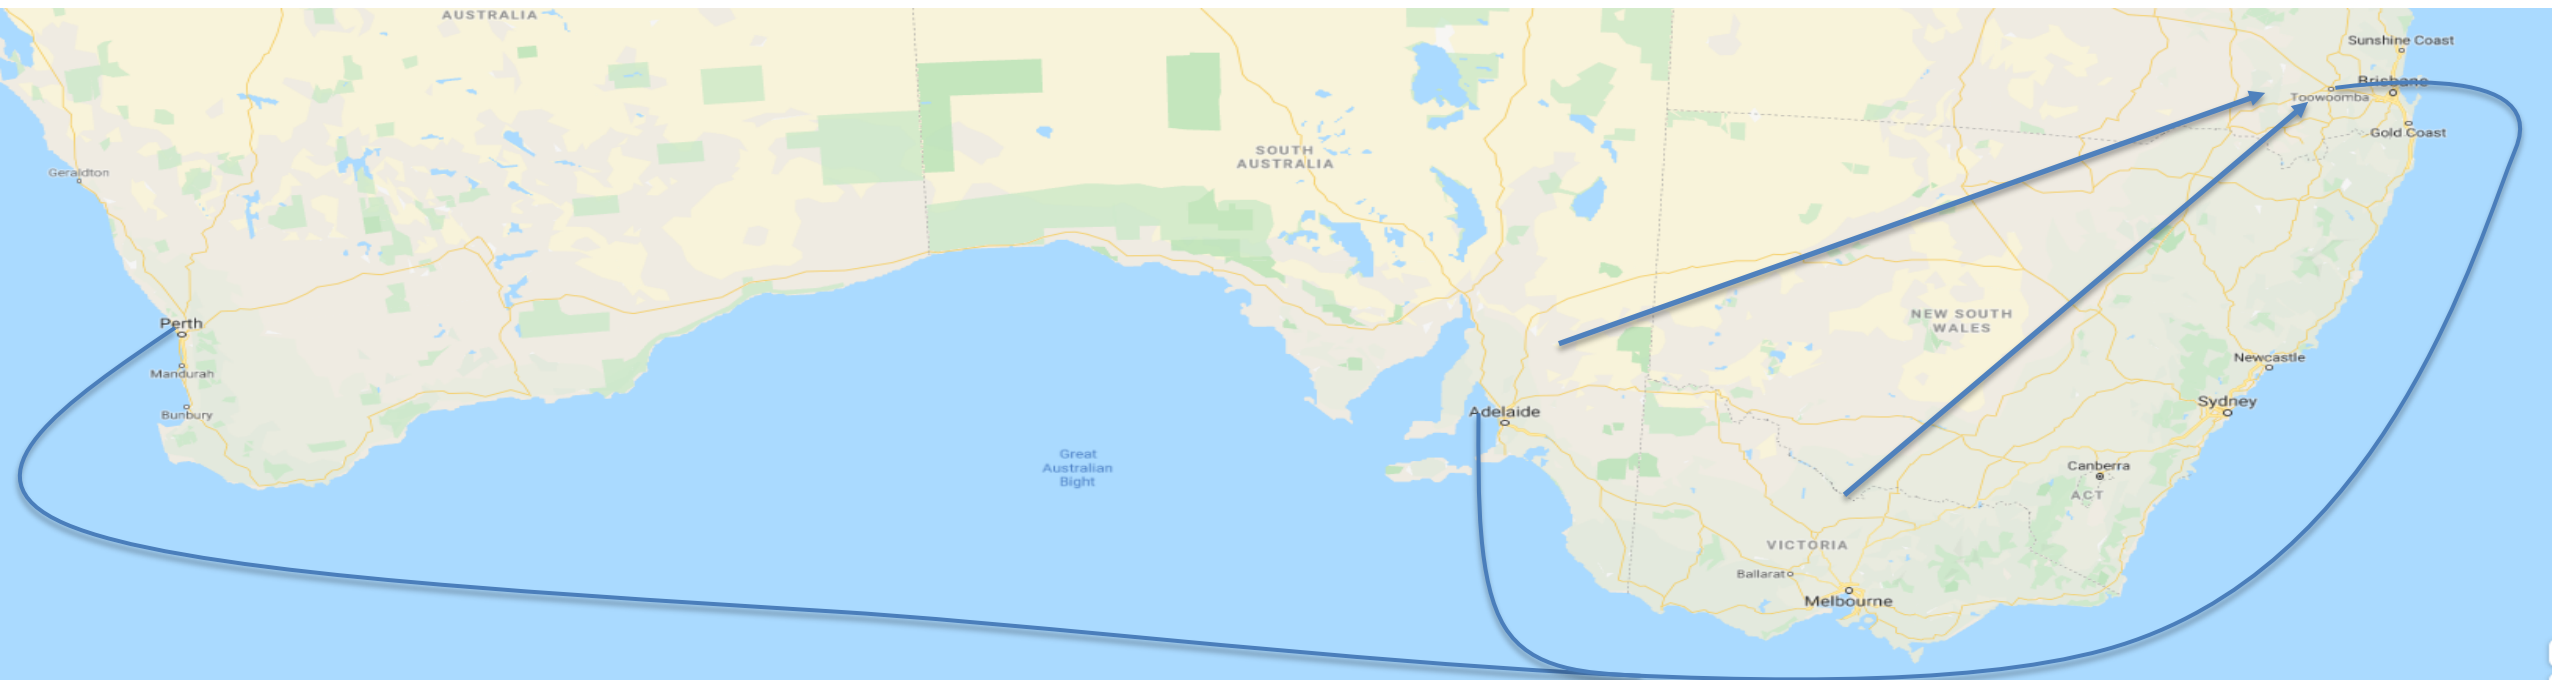 AUSTRALIA
Sunshine Coast
Brisbane
Toowoomba
Gold Coast
SOUTH
AUSTRALIA
Geraldton
NEW SOUTH
WALES
Perth
Newcastle
Mandurah
Sydney
Bunbury
Adelaide
Great
Australian
Bight
Canberra
ACT
VICTORIA
Ballarat
Melbourne